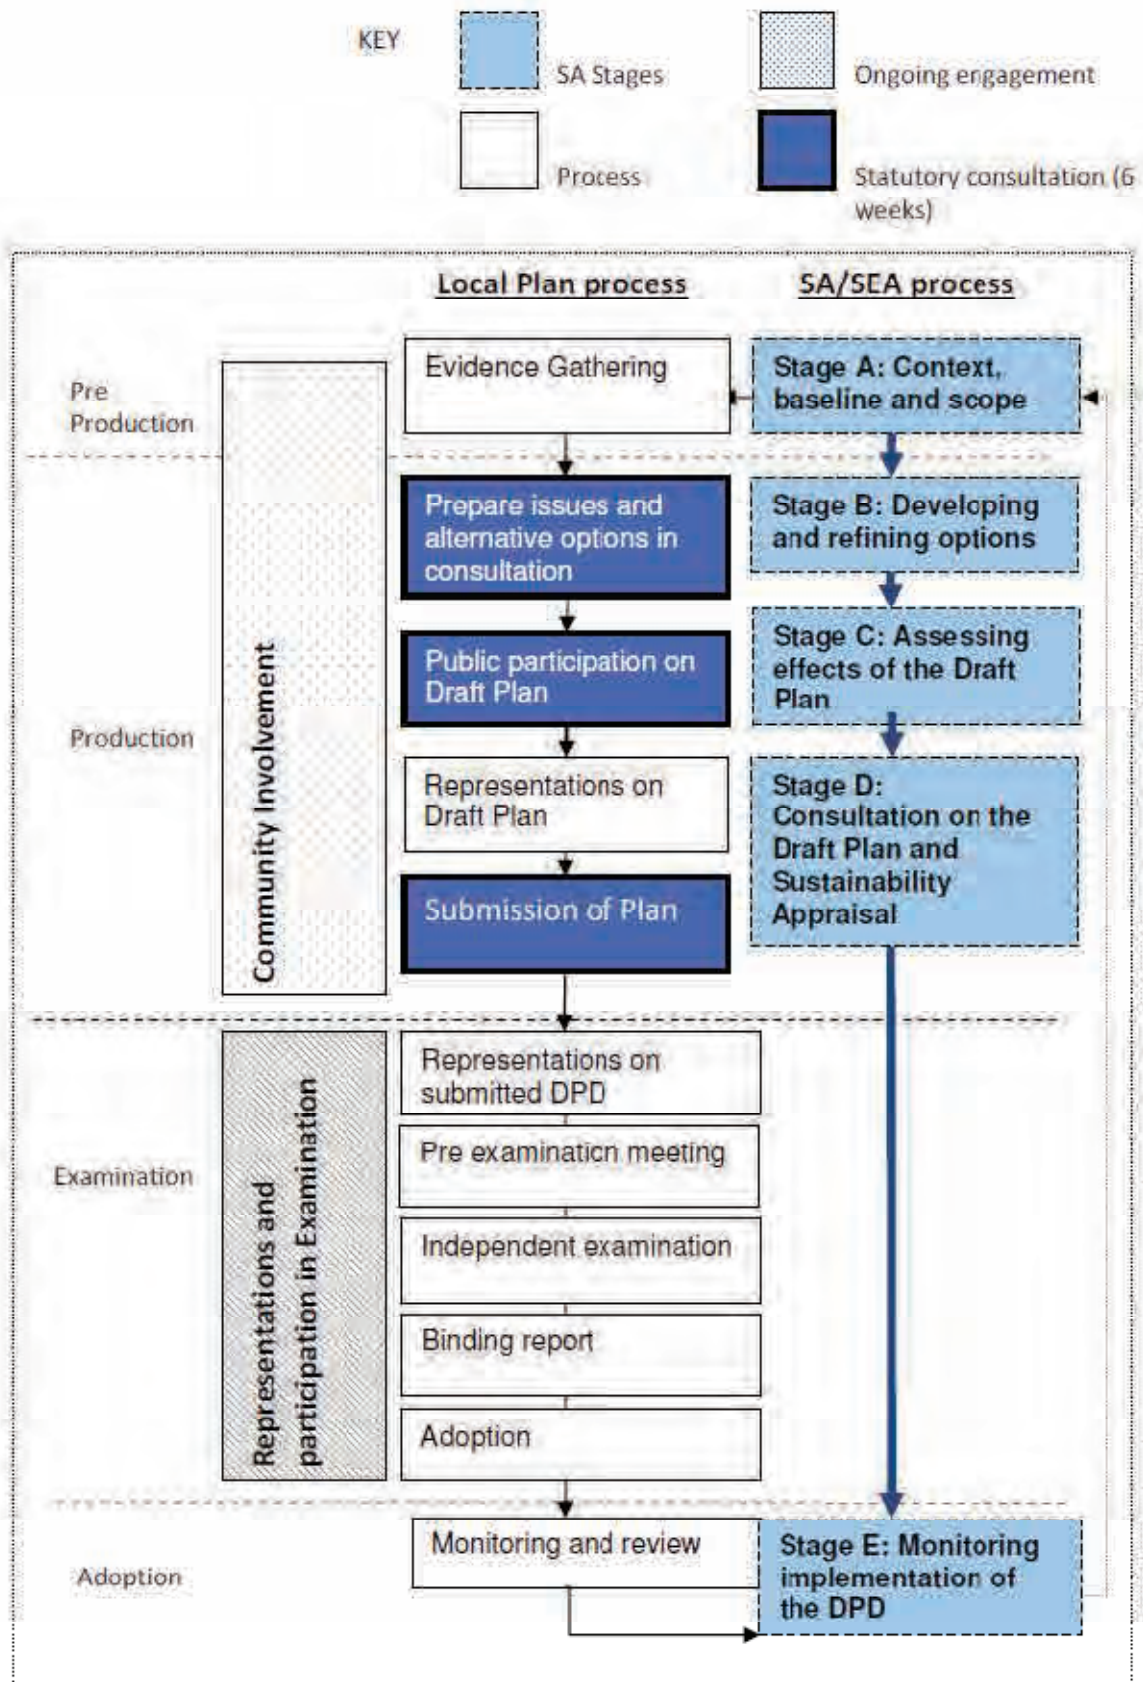 KEY
SA Stages
Ongoing engagement
Process
Statutory consultation (6
weeks)
Local Plan process
SA/SEA process
Pre
Production
Evidence Gathering
Stage A: Context,
baseline and scope
Prepare issues and
alternative options in
consultation
Stage B: Developing
and refining options
Production
Community Involvement
Public participation on
Draft Plan
Stage C: Assessing
effects of the Draft
Plan
Representations on
Draft Plan
Stage D:
Consultation on the
Draft Plan and
Sustainability
Appraisal
Submission of Plan
Examination
Representations and
participation in Examination
Representations on
submitted DPD
Pre examination meeting
Independent examination
Binding report
Adoption
Adoption
Monitoring and review
Stage E: Monitoring
implementation of
the DPD